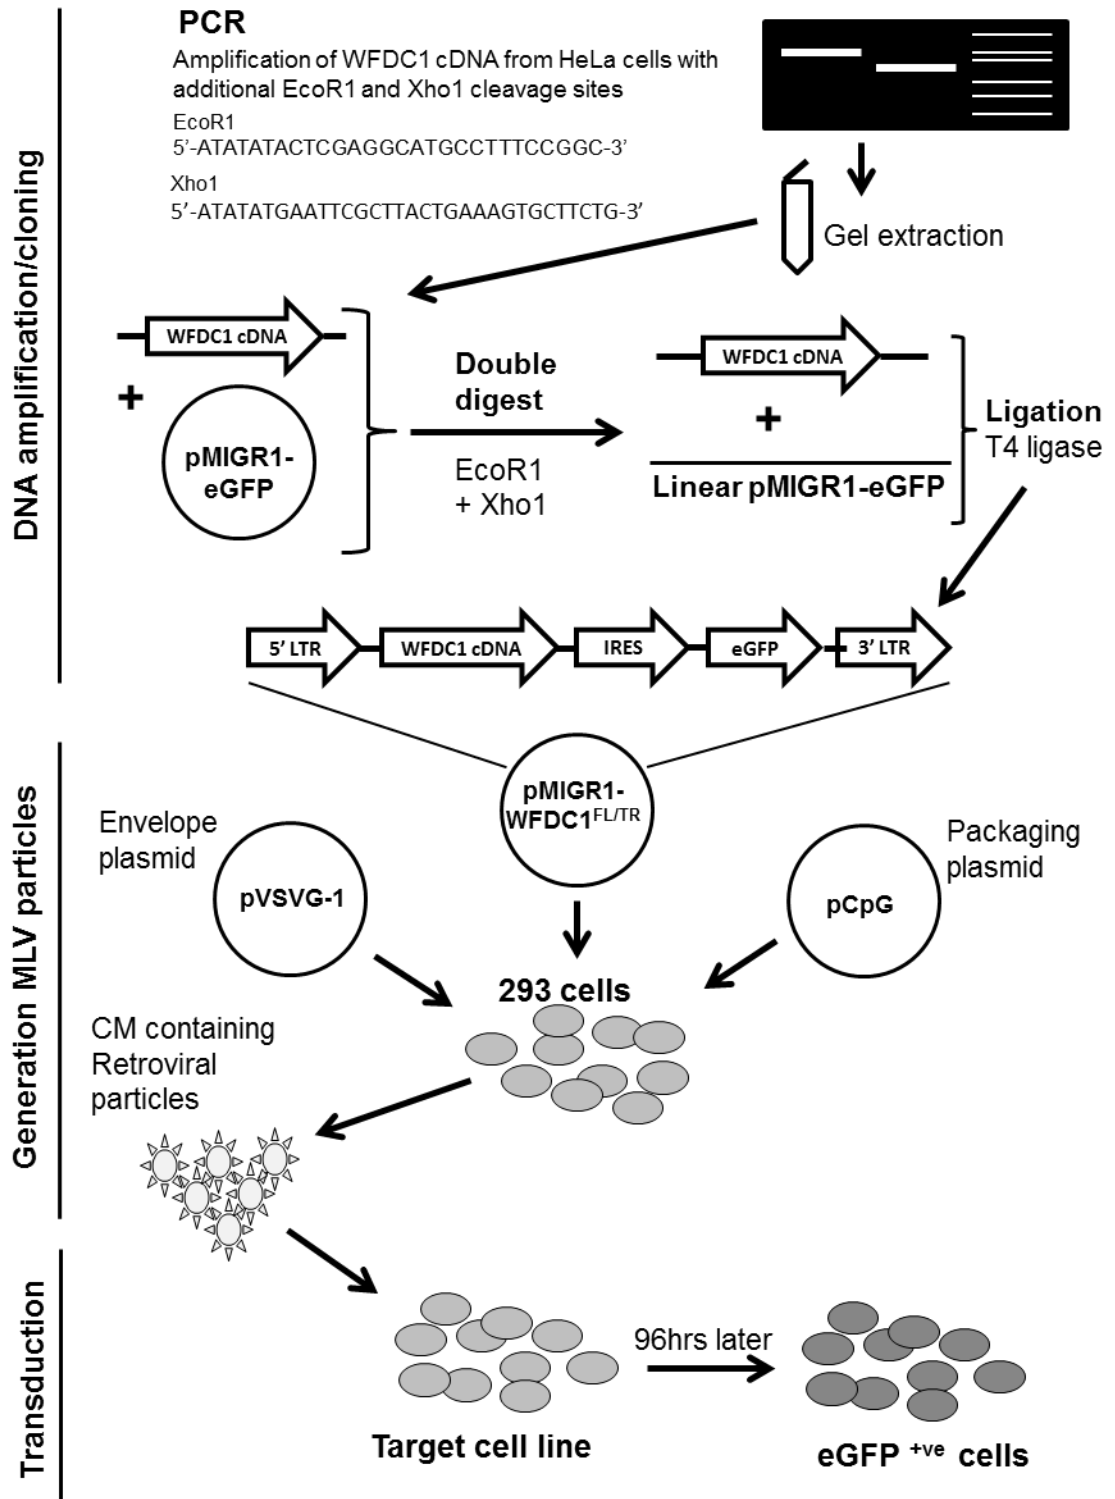 PCR
Amplification of WFDC1 cDNA from HeLa cells with
additional EcoR1 and Xho1 cleavage sites
EcoR1
5'-ATATATACTCGAGGCATGCCTTTCCGGC-3'
Xho1
5'-ATATATGAATTCGCTTACTGAAAGTGCTTCTG-3'
Gel extraction
DNA amplification/cloning
WFDC1 cDNA
+
pMIGR1-
eGFP
Double
digest
EcoR1
+ Xho1
WFDC1 cDNA
+
Linear pMIGR1-eGFP
Ligation
T4 ligase
5' LTR
WFDC1 cDNA
IRES
eGFP
3' LTR
Generation MLV particles
pMIGR1-
WFDC1FL/TR
Envelope
plasmid
pVSVG-1
Packaging
plasmid
pCpG
293 cells
CM containing
Retroviral
particles
Transduction
96hrs later
Target cell line
eGFP +ve cells